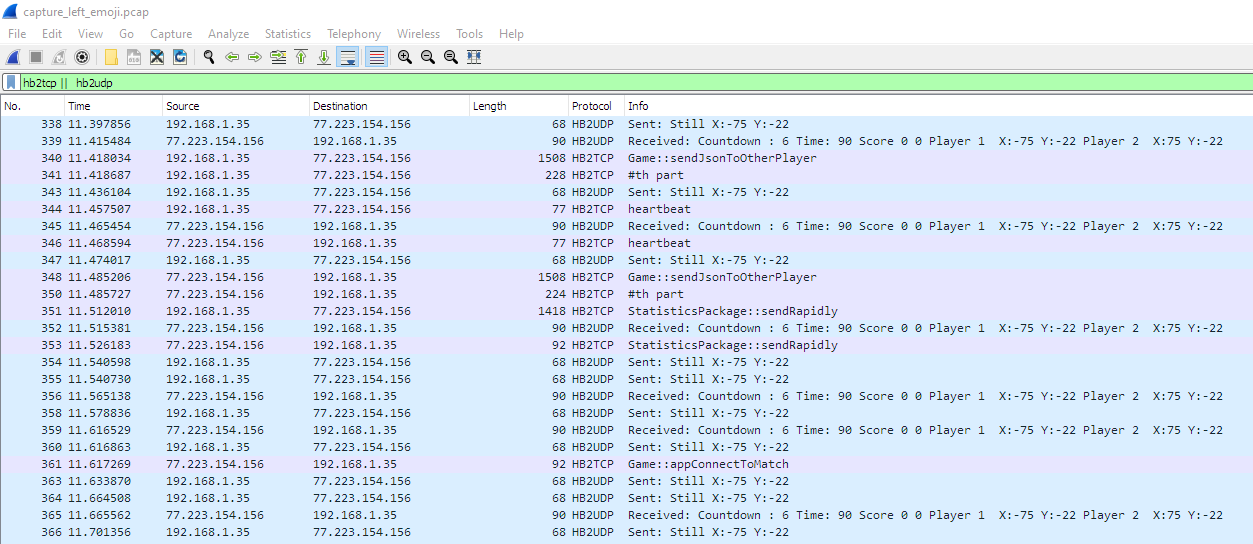 capture_left_emoji.pcap
File Edit View Go Capture Analyze Statistics Telephony Wireless Tools Help
hb2tcp || hb2udp
No. Time Source Destination Length Protocol Info
338 11.397856 192.168.1.35 77.223.154.156 68 HB2UDP Sent: Still X:-75 Y:-22
339 11.415484 77.223.154.156 192.168.1.35 90 HB2UDP Received: Countdown : 6 Time: 90 Score 0 0 Player 1 X:-75 Y:-22 Player 2 X:75 Y:-22
340 11.418034 192.168.1.35 77.223.154.156 1508 HB2TCP Game::sendJsonToOtherPlayer
341 11.418687 192.168.1.35 77.223.154.156 228 HB2TCP #th part
343 11.436104 192.168.1.35 77.223.154.156 68 HB2UDP Sent: Still X:-75 Y:-22
344 11.457507 192.168.1.35 77.223.154.156 77 HB2TCP heartbeat
345 11.465454 77.223.154.156 192.168.1.35 90 HB2UDP Received: Countdown : 6 Time: 90 Score 0 0 Player 1 X:-75 Y:-22 Player 2 X:75 Y:-22
346 11.468594 77.223.154.156 192.168.1.35 77 HB2TCP heartbeat
347 11.474017 192.168.1.35 77.223.154.156 68 HB2UDP Sent: Still X:-75 Y:-22
348 11.485206 77.223.154.156 192.168.1.35 1508 HB2TCP Game::sendJsonToOtherPlayer
350 11.485727 77.223.154.156 192.168.1.35 224 HB2TCP #th part
351 11.512010 192.168.1.35 77.223.154.156 1418 HB2TCP StatisticsPackage::sendRapidly
352 11.515381 77.223.154.156 192.168.1.35 90 HB2UDP Received: Countdown : 6 Time: 90 Score 0 0 Player 1 X:-75 Y:-22 Player 2 X:75 Y:-22
353 11.526183 77.223.154.156 192.168.1.35 92 HB2TCP StatisticsPackage::sendRapidly
354 11.540598 192.168.1.35 77.223.154.156 68 HB2UDP Sent: Still X:-75 Y:-22
355 11.540730 192.168.1.35 77.223.154.156 68 HB2UDP Sent: Still X:-75 Y:-22
356 11.565138 77.223.154.156 192.168.1.35 90 HB2UDP Received: Countdown : 6 Time: 90 Score 0 0 Player 1 X:-75 Y:-22 Player 2 X:75 Y:-22
358 11.578836 192.168.1.35 77.223.154.156 68 HB2UDP Sent: Still X:-75 Y:-22
359 11.616529 77.223.154.156 192.168.1.35 90 HB2UDP Received: Countdown : 6 Time: 90 Score 0 0 Player 1 X:-75 Y:-22 Player 2 X:75 Y:-22
360 11.616863 192.168.1.35 77.223.154.156 68 HB2UDP Sent: Still X:-75 Y:-22
361 11.617269 77.223.154.156 192.168.1.35 92 HB2TCP Game::appConnectToMatch
363 11.633870 192.168.1.35 77.223.154.156 68 HB2UDP Sent: Still X:-75 Y:-22
364 11.664508 192.168.1.35 77.223.154.156 68 HB2UDP Sent: Still X:-75 Y:-22
365 11.665562 77.223.154.156 192.168.1.35 90 HB2UDP Received: Countdown : 6 Time: 90 Score 0 0 Player 1 X:-75 Y:-22 Player 2 X:75 Y:-22
366 11.701356 192.168.1.35 77.223.154.156 68 HB2UDP Sent: Still X:-75 Y:-22